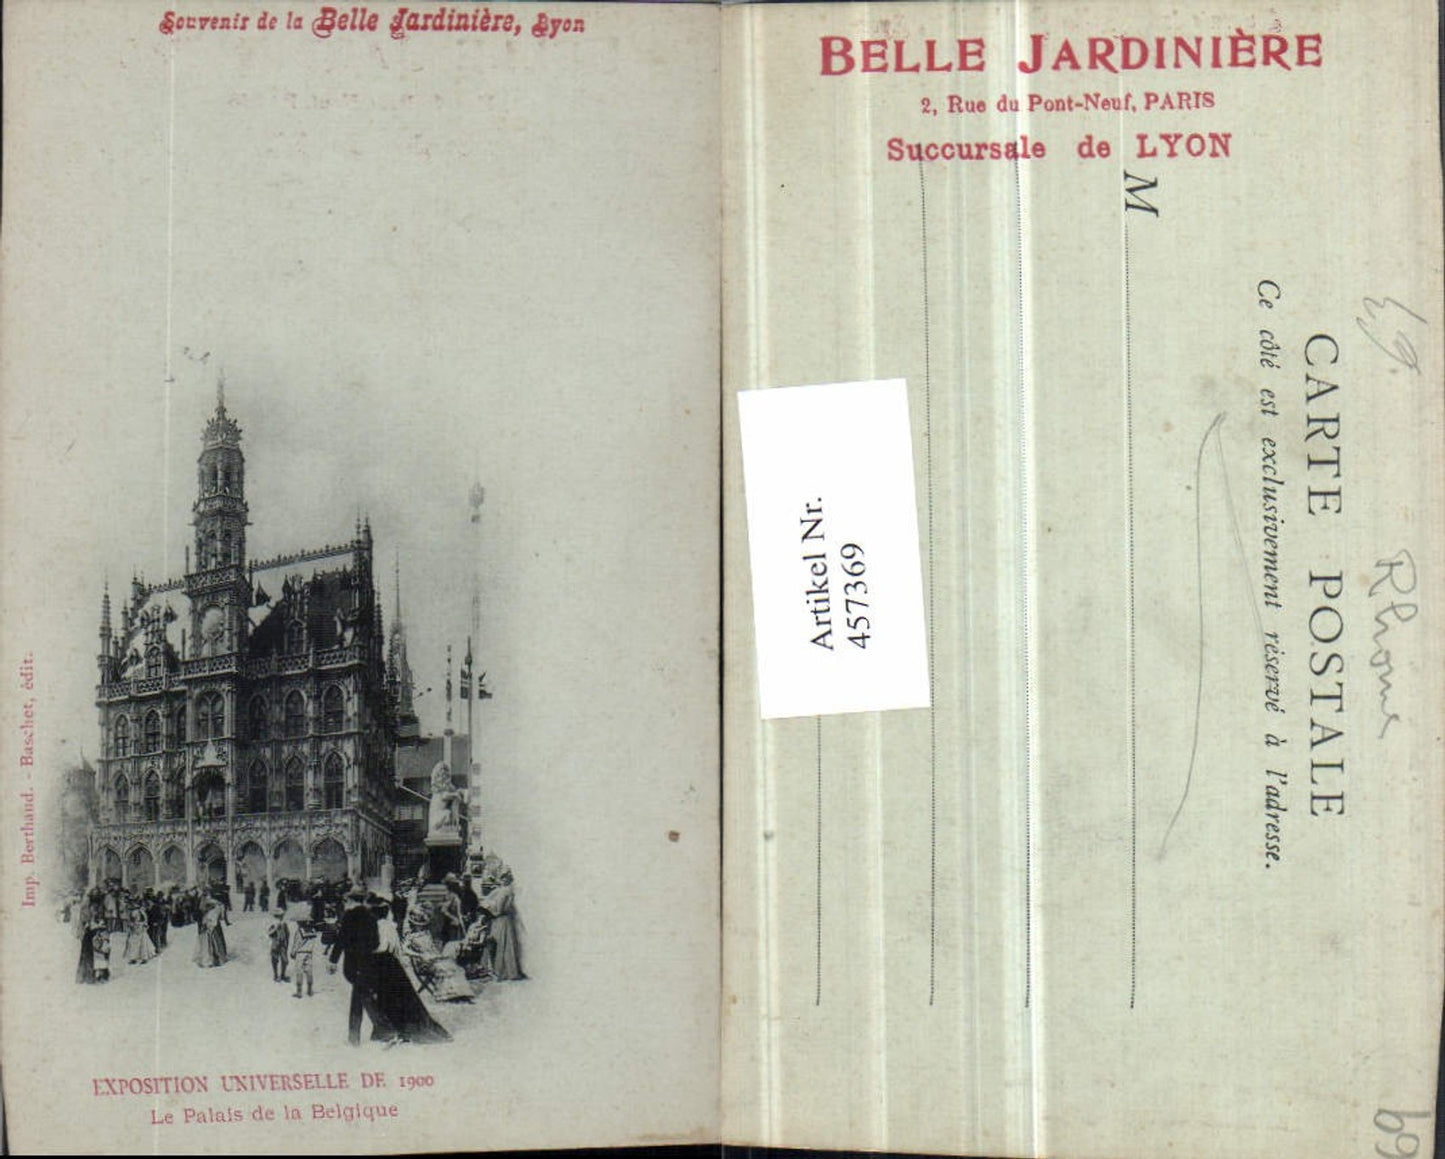 Souvenir de la Belle Jardinière, Lyon
Imp. Berthaud. - Baschet, édit.
EXPOSITION UNIVERSELLE DE 1900
Le Palais de la Belgique
BELLE JARDINIÈRE
2, Rue du Pont-Neuf, PARIS
Succursale de LYON
M
Artikel Nr.
457369
CARTE POSTALE
Ce côté est exclusivement réservé à l'adresse.
Rhone
69